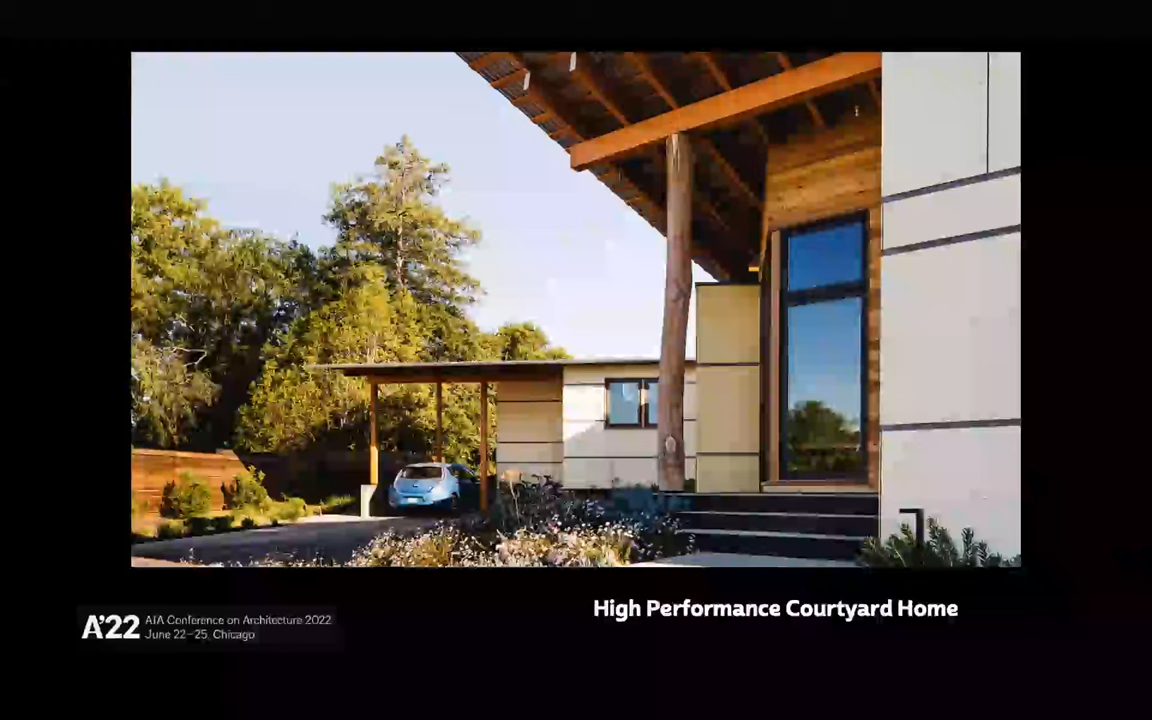 High Performance Courtyard Home
A'22
AIA Conference on Architecture 2022
June 22–25, Chicago